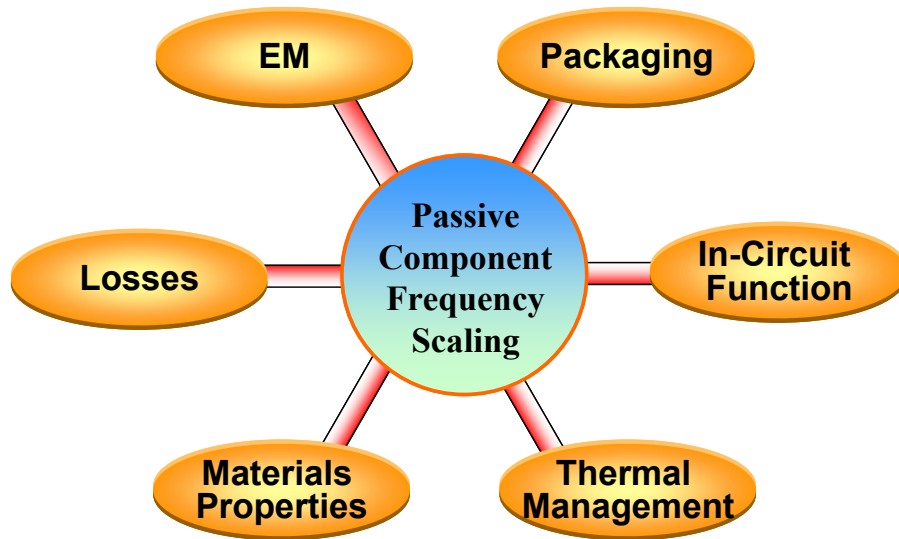 EM
Packaging
Passive
Component
Frequency
Scaling
Losses
In-Circuit
Function
Materials
Properties
Thermal
Management